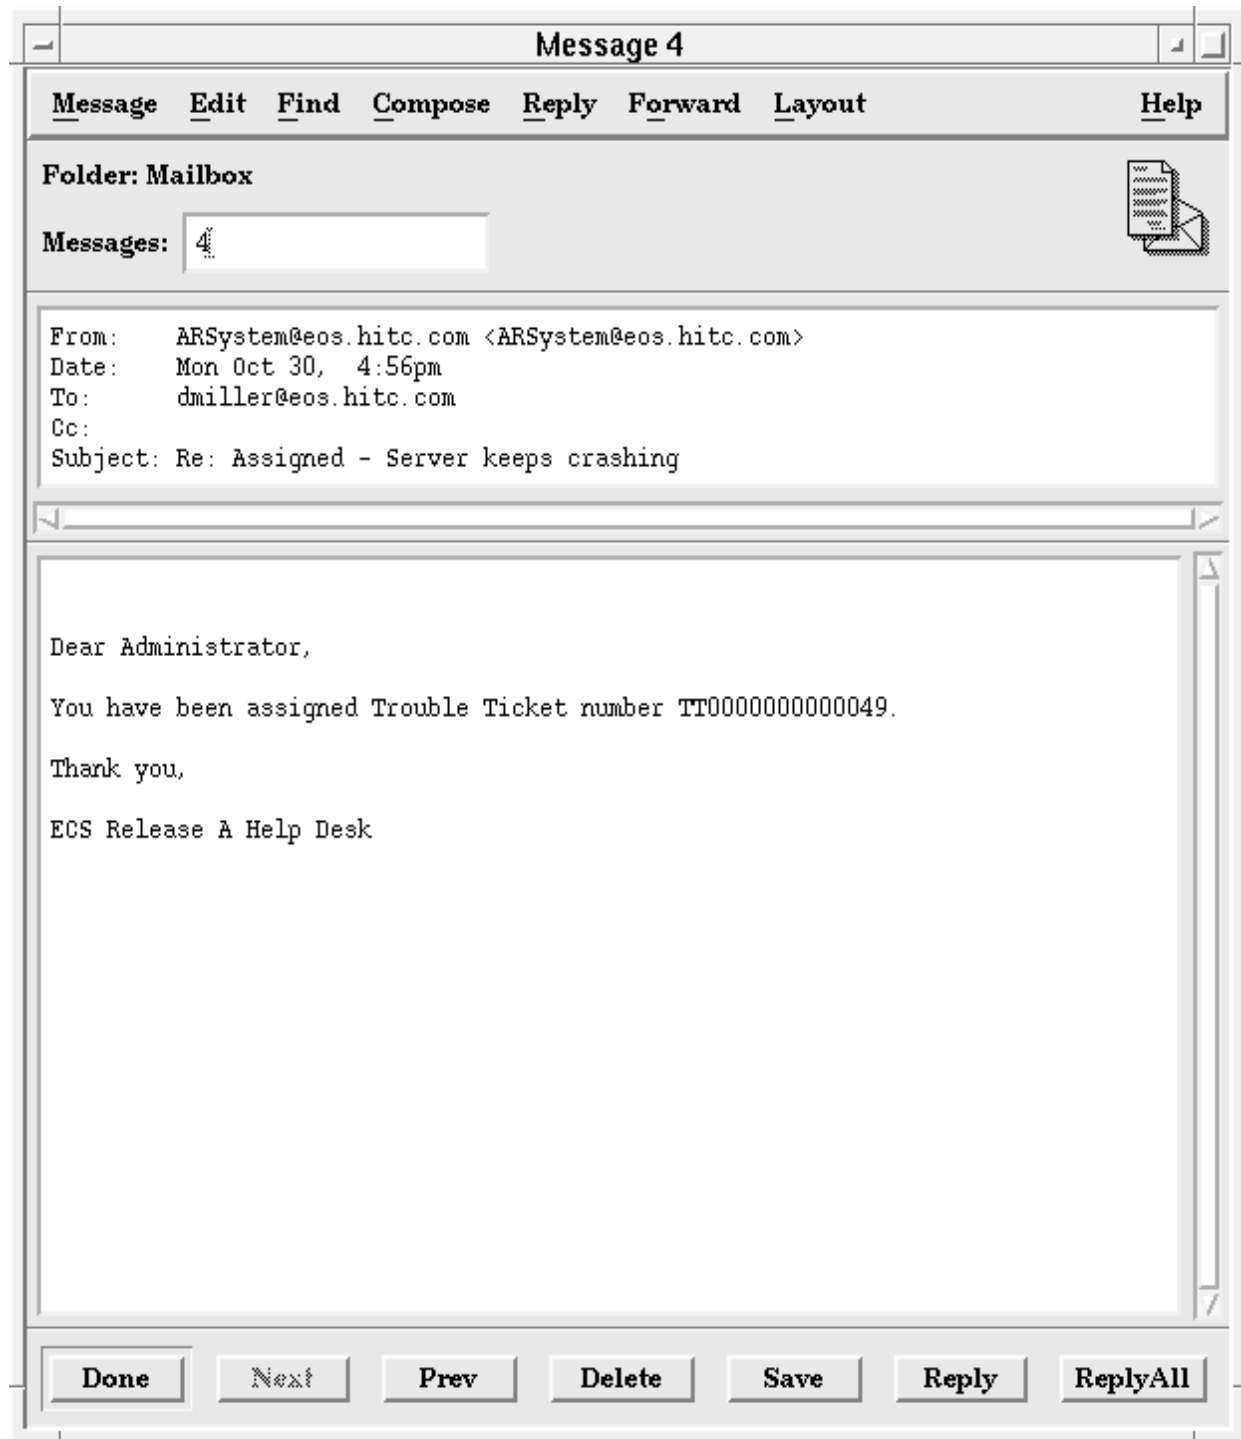 Message 4
Message Edit Find Compose Reply Forward Layout Help
Folder: Mailbox
Messages: 4
From: ARSystem@eos.hitc.com <ARSystem@eos.hitc.com>
Date: Mon Oct 30, 4:56pm
To: dmiller@eos.hitc.com
Cc:
Subject: Re: Assigned - Server keeps crashing
Dear Administrator,
You have been assigned Trouble Ticket number TT0000000000049.
Thank you,
ECS Release A Help Desk
Done Next Prev Delete Save Reply ReplyAll